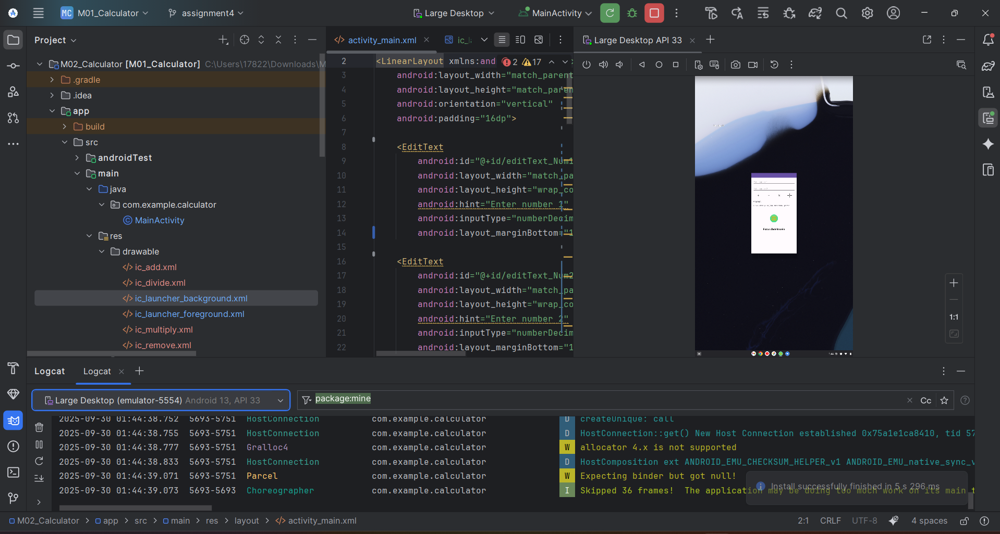 MC M01_Calculator
assignment4
Large Desktop
MainActivity
Project
activity_main.xml
Large Desktop API 33
M02_Calculator [M01_Calculator] C:\Users\17822\Downloads\M
.gradle
.idea
app
build
src
androidTest
main
java
com.example.calculator
MainActivity
res
drawable
ic_add.xml
ic_divide.xml
ic_launcher_background.xml
ic_launcher_foreground.xml
ic_multiply.xml
ic_remove.xml
2 <LinearLayout xmlns:and 2 17
3 android:layout_width="match_parent
4 android:layout_height="match_paren
5 android:orientation="vertical"
6 android:padding="16dp">
7
8 <EditText
9 android:id="@+id/editText_Num1
10 android:layout_width="match_pa
11 android:layout_height="wrap_co
12 android:hint="Enter number 1"
13 android:inputType="numberDecim
14 android:layout_marginBottom="1
15
16 <EditText
17 android:id="@+id/editText_Num2
18 android:layout_width="match_pa
19 android:layout_height="wrap_co
20 android:hint="Enter number 2"
21 android:inputType="numberDecim
22 android:layout_marginBottom="1
Esraa Abdelmoein
1:1
Logcat
Logcat
Large Desktop (emulator-5554) Android 13, API 33
package:mine
Cc
2025-09-30 01:44:38.752 5693-5751 HostConnection com.example.calculator D createUnique: call
2025-09-30 01:44:38.755 5693-5751 HostConnection com.example.calculator D HostConnection::get() New Host Connection established 0x75a1e1ca8410, tid 57
2025-09-30 01:44:38.777 5693-5751 Gralloc4 com.example.calculator W allocator 4.x is not supported
2025-09-30 01:44:38.833 5693-5751 HostConnection com.example.calculator D HostComposition ext ANDROID_EMU_CHECKSUM_HELPER_v1 ANDROID_EMU_native_sync_v
2025-09-30 01:44:39.071 5693-5751 Parcel com.example.calculator W Expecting binder but got null!
2025-09-30 01:44:39.073 5693-5693 Choreographer com.example.calculator I Skipped 36 frames! The application may be doing too much work on its main t
Install successfully finished in 5 s 296 ms
M02_Calculator > app > src > main > res > layout > activity_main.xml
2:1 CRLF UTF-8 4 spaces